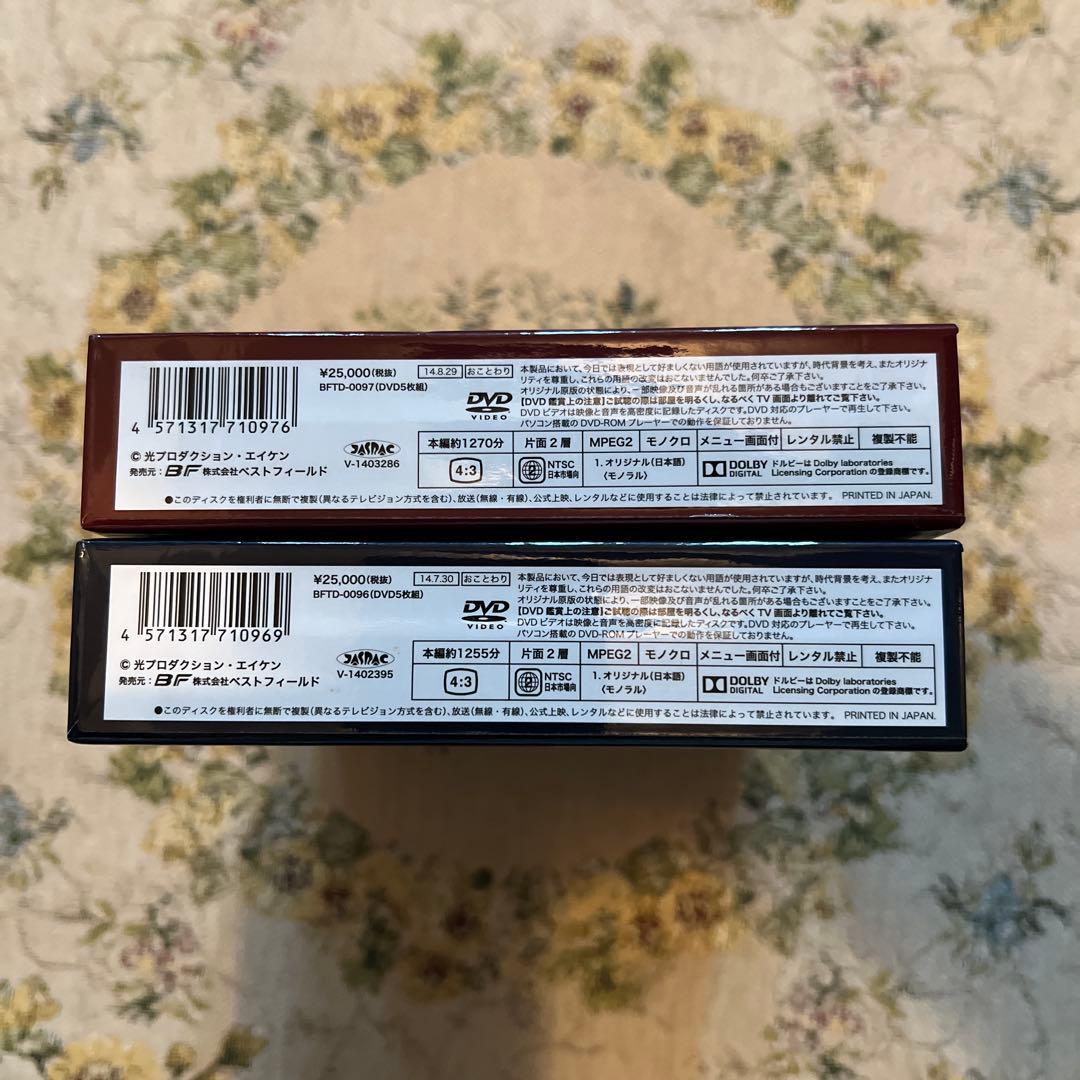 ¥25,000(税抜) 14.8.29 おことわり
BFTD-0097(DVD5枚組)
本製品において、今日では表現として好ましくない用語が使用されていますが、時代背景を考え、またオリジナ
リティを尊重し、これらの用語の改変はおこないませんでした。何卒ご了承下さい。
オリジナル原版の状態により、一部映像及び音声が乱れる箇所がある場合もございますことをご了承下さい。
【DVD 鑑賞上の注意】ご試聴の際は部屋を明るくし、なるべく TV 画面より離れてご覧下さい。
DVD ビデオは映像と音声を高密度に記録したディスクです。DVD 対応のプレーヤーで再生して下さい。
パソコン搭載の DVD-ROM プレーヤーでの動作を保証しておりません。
DVD
VIDEO
4 571317 710976
© 光プロダクション・エイケン
発売元: BF 株式会社ベストフィールド
JASRAC
V-1403286
本編約1270分 片面2層 MPEG2 モノクロ メニュー画面付 レンタル禁止 複製不能
4:3 2 NTSC 日本市場向 1. オリジナル(日本語) 〈モノラル〉 DOLBY DIGITAL ドルビーは Dolby laboratories Licensing Corporation の登録商標です。
●このディスクを権利者に無断で複製(異なるテレビジョン方式を含む)、放送(無線・有線)、公式上映、レンタルなどに使用することは法律によって禁止されています。 PRINTED IN JAPAN.
¥25,000(税抜) 14.7.30 おことわり
BFTD-0096(DVD5枚組)
本製品において、今日では表現として好ましくない用語が使用されていますが、時代背景を考え、またオリジナ
リティを尊重し、これらの用語の改変はおこないませんでした。何卒ご了承下さい。
オリジナル原版の状態により、一部映像及び音声が乱れる箇所がある場合もございますことをご了承下さい。
【DVD 鑑賞上の注意】ご試聴の際は部屋を明るくし、なるべく TV 画面より離れてご覧下さい。
DVD ビデオは映像と音声を高密度に記録したディスクです。DVD 対応のプレーヤーで再生して下さい。
パソコン搭載の DVD-ROM プレーヤーでの動作を保証しておりません。
DVD
VIDEO
4 571317 710969
© 光プロダクション・エイケン
発売元: BF 株式会社ベストフィールド
JASRAC
V-1402395
本編約1255分 片面2層 MPEG2 モノクロ メニュー画面付 レンタル禁止 複製不能
4:3 2 NTSC 日本市場向 1. オリジナル(日本語) 〈モノラル〉 DOLBY DIGITAL ドルビーは Dolby laboratories Licensing Corporation の登録商標です。
●このディスクを権利者に無断で複製(異なるテレビジョン方式を含む)、放送(無線・有線)、公式上映、レンタルなどに使用することは法律によって禁止されています。 PRINTED IN JAPAN.